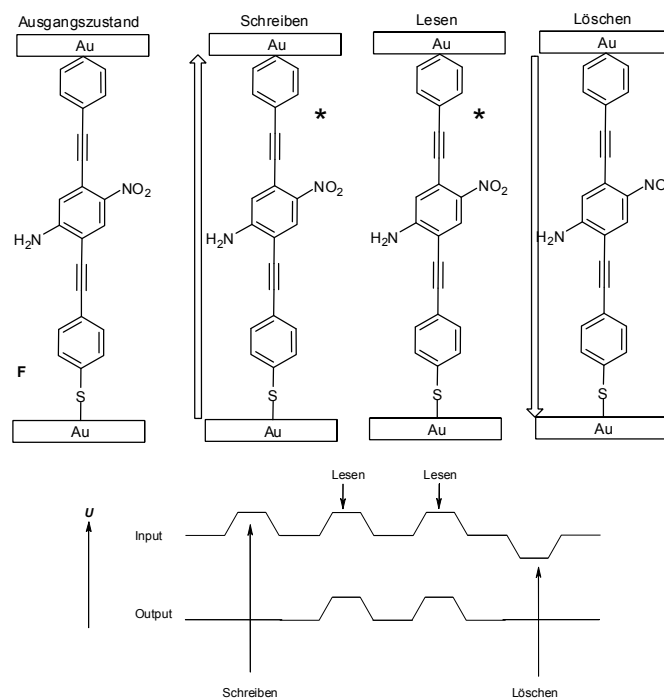 Ausgangszustand Schreiben Lesen Löschen
Au Au Au Au
* *
NO2 NO2 NO2 NO
H2N H2N H2N H2N
F
S S S S
Au Au Au Au
Lesen Lesen
U
Input
Output
Schreiben Löschen